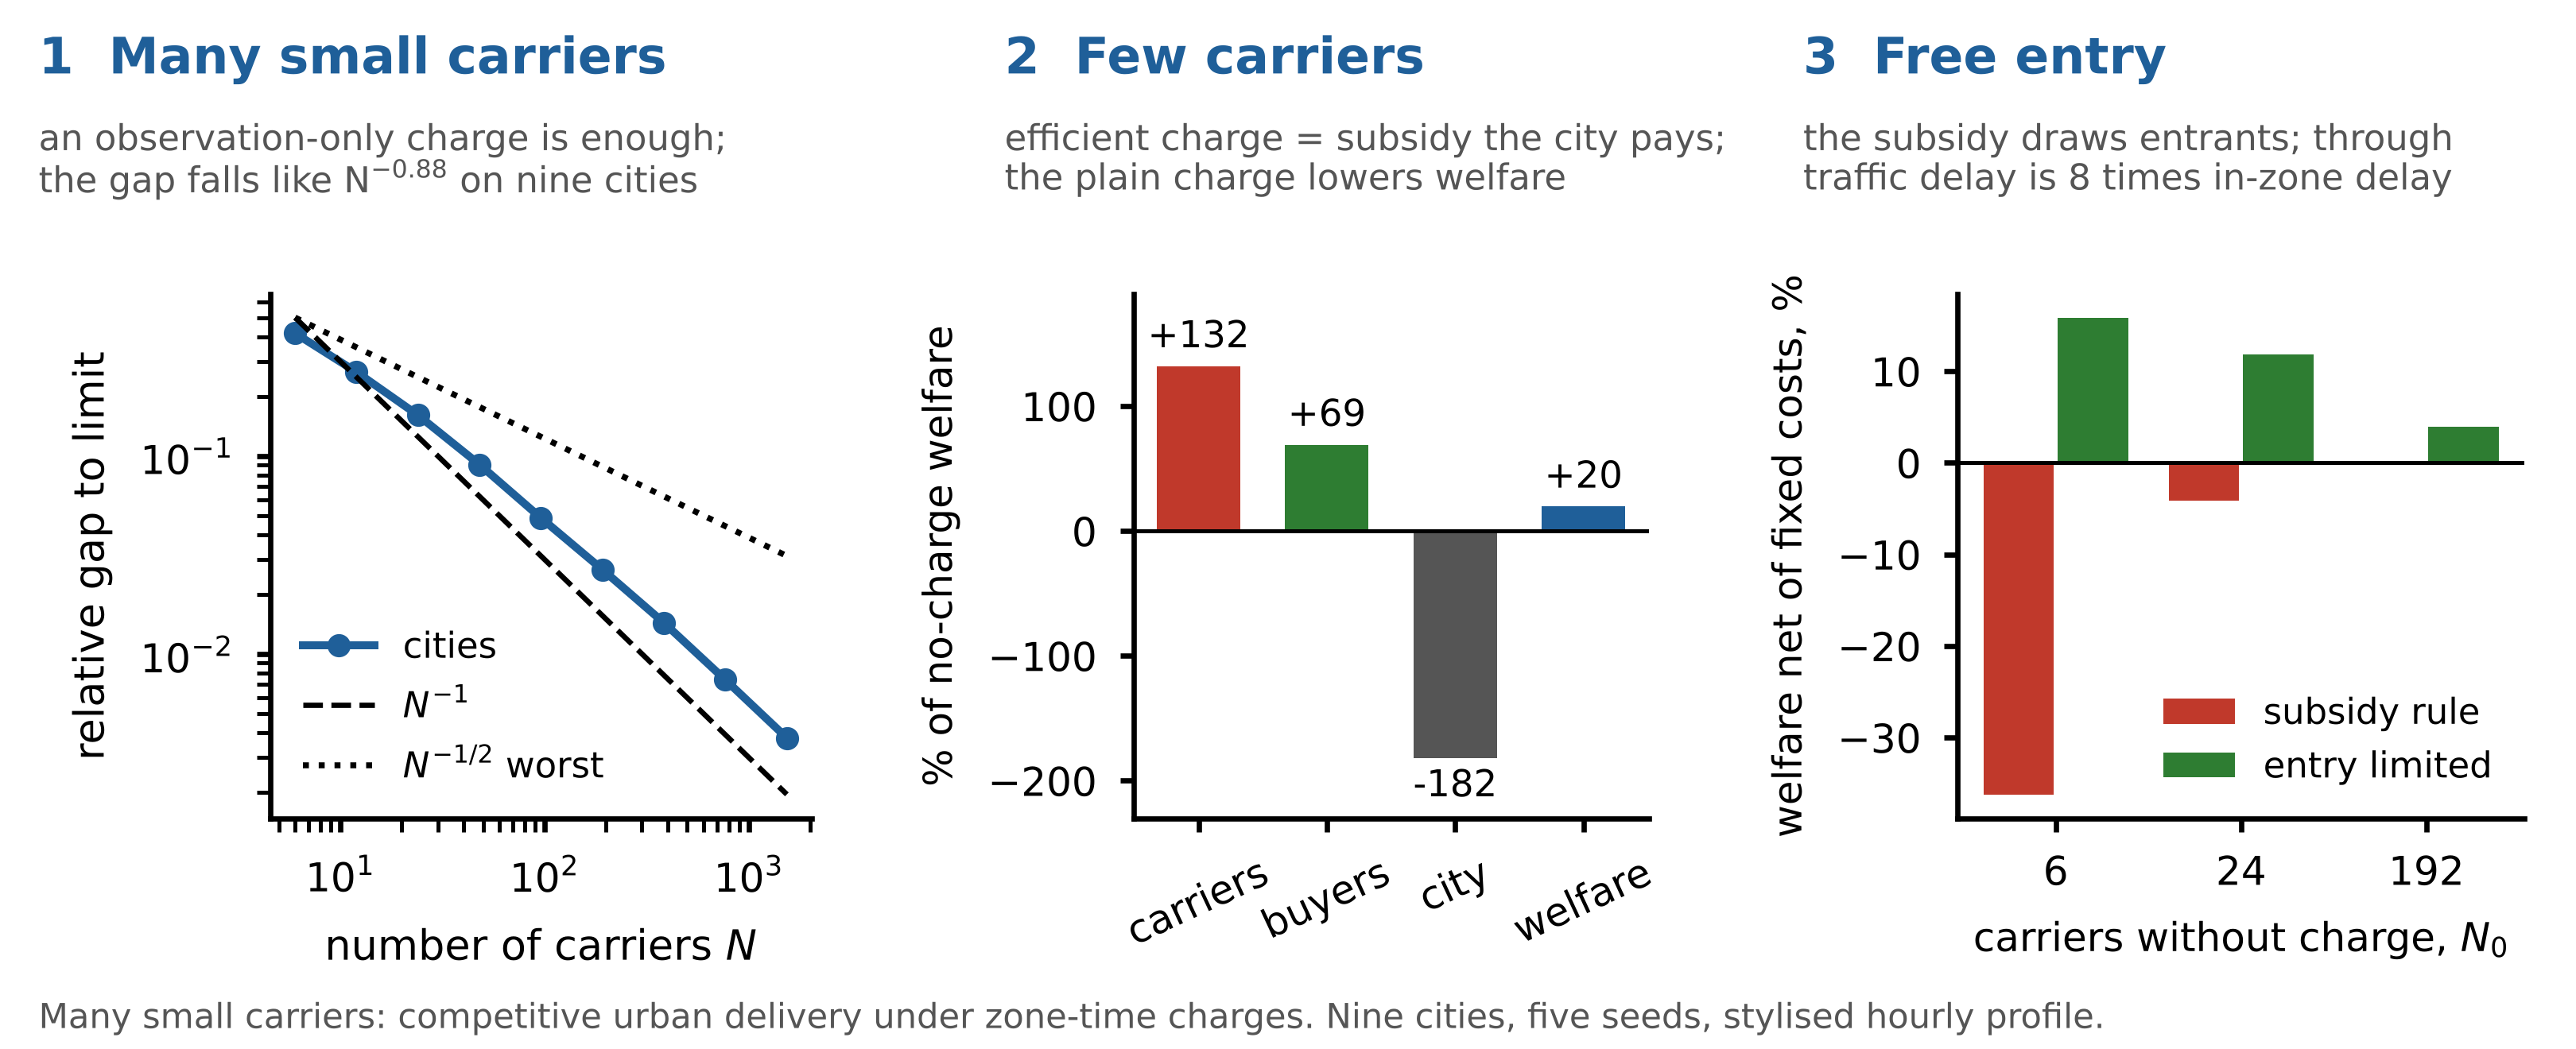 1 Many small carriers
an observation-only charge is enough;
the gap falls like N⁻⁰·⁸⁸ on nine cities
relative gap to limit
10⁻¹
10⁻²
cities
N⁻¹
N⁻¹/² worst
10¹ 10² 10³
number of carriers N
2 Few carriers
efficient charge = subsidy the city pays;
the plain charge lowers welfare
% of no-charge welfare
100
0
−100
−200
+132
+69
-182
+20
carriers buyers city welfare
3 Free entry
the subsidy draws entrants; through
traffic delay is 8 times in-zone delay
welfare net of fixed costs, %
10
0
−10
−20
−30
subsidy rule
entry limited
6 24 192
carriers without charge, N₀
Many small carriers: competitive urban delivery under zone-time charges. Nine cities, five seeds, stylised hourly profile.